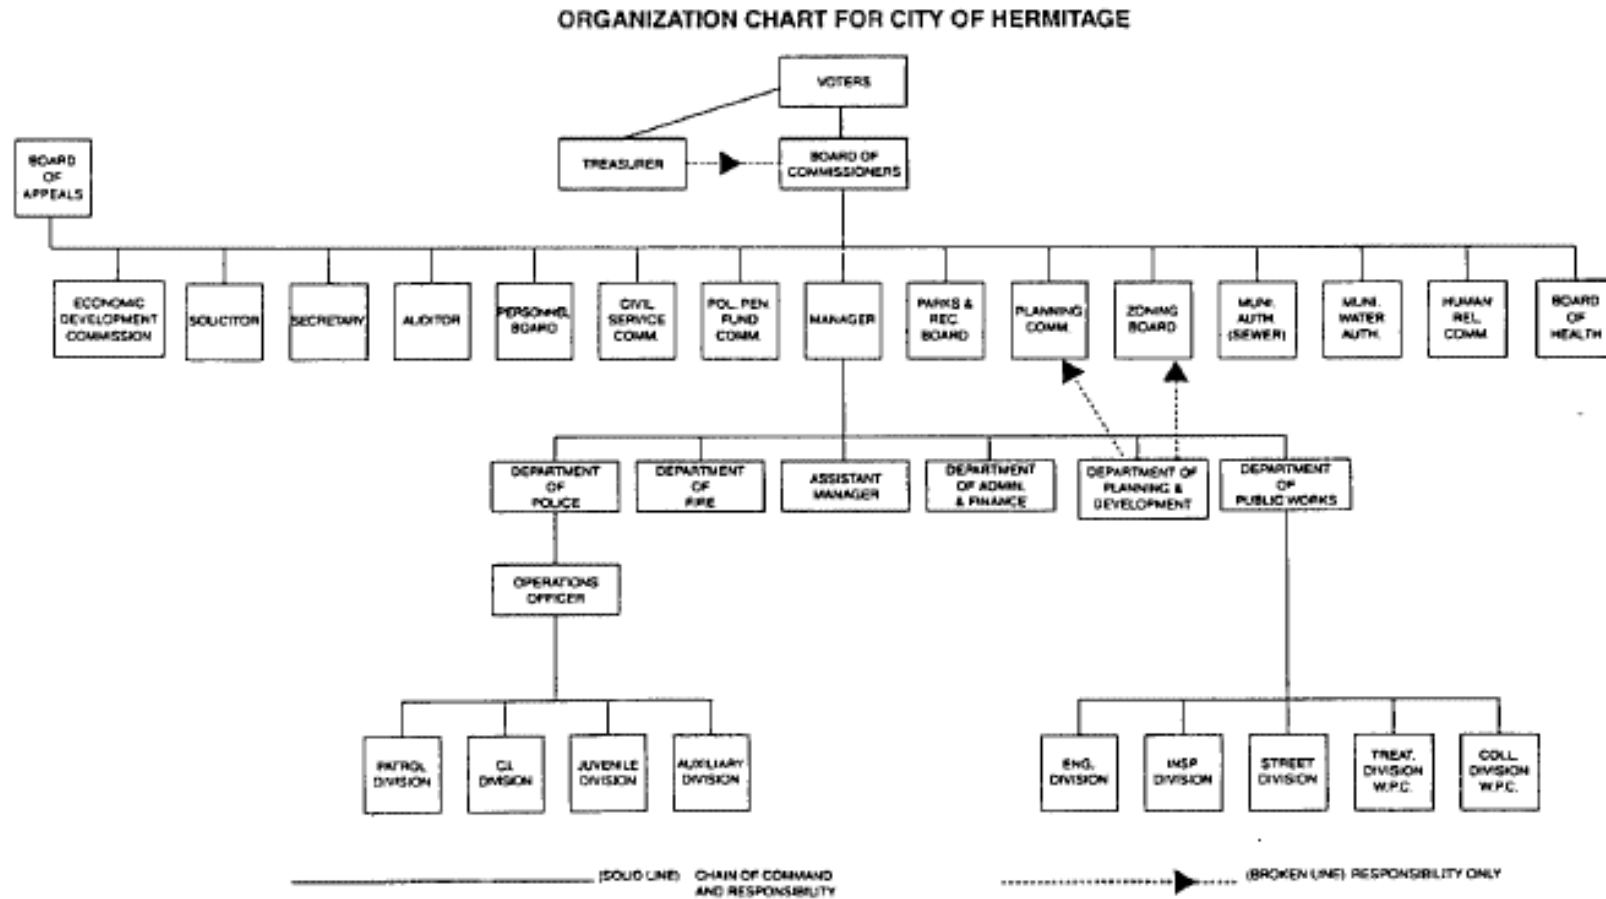 ORGANIZATION CHART FOR CITY OF HERMITAGE
VOTERS
BOARD
OF
APPEALS
TREASURER
BOARD OF
COMMISSIONERS
ECONOMIC
DEVELOPMENT
COMMISSION
SOLICITOR
SECRETARY
AUDITOR
PERSONNEL
BOARD
CIVIL
SERVICE
COMM.
POL. PEN.
FUND
COMM.
MANAGER
PARKS &
REC.
BOARD
PLANNING
COMM.
ZONING
BOARD
MUNI.
AUTH.
(SEWER)
MUNI.
WATER
AUTH.
HUMAN
REL.
COMM.
BOARD
OF
HEALTH
DEPARTMENT
OF
POLICE
DEPARTMENT
OF
FIRE
ASSISTANT
MANAGER
DEPARTMENT
OF ADMIN.
& FINANCE
DEPARTMENT OF
PLANNING &
DEVELOPMENT
DEPARTMENT
OF
PUBLIC WORKS
OPERATIONS
OFFICER
PATROL
DIVISION
C.I.
DIVISION
JUVENILE
DIVISION
AUXILIARY
DIVISION
ENG.
DIVISION
INSP.
DIVISION
STREET
DIVISION
TREAT.
DIVISION
W.P.C.
COLL.
DIVISION
W.P.C.
(SOLID LINE) CHAIN OF COMMAND
AND RESPONSIBILITY
(BROKEN LINE) RESPONSIBILITY ONLY